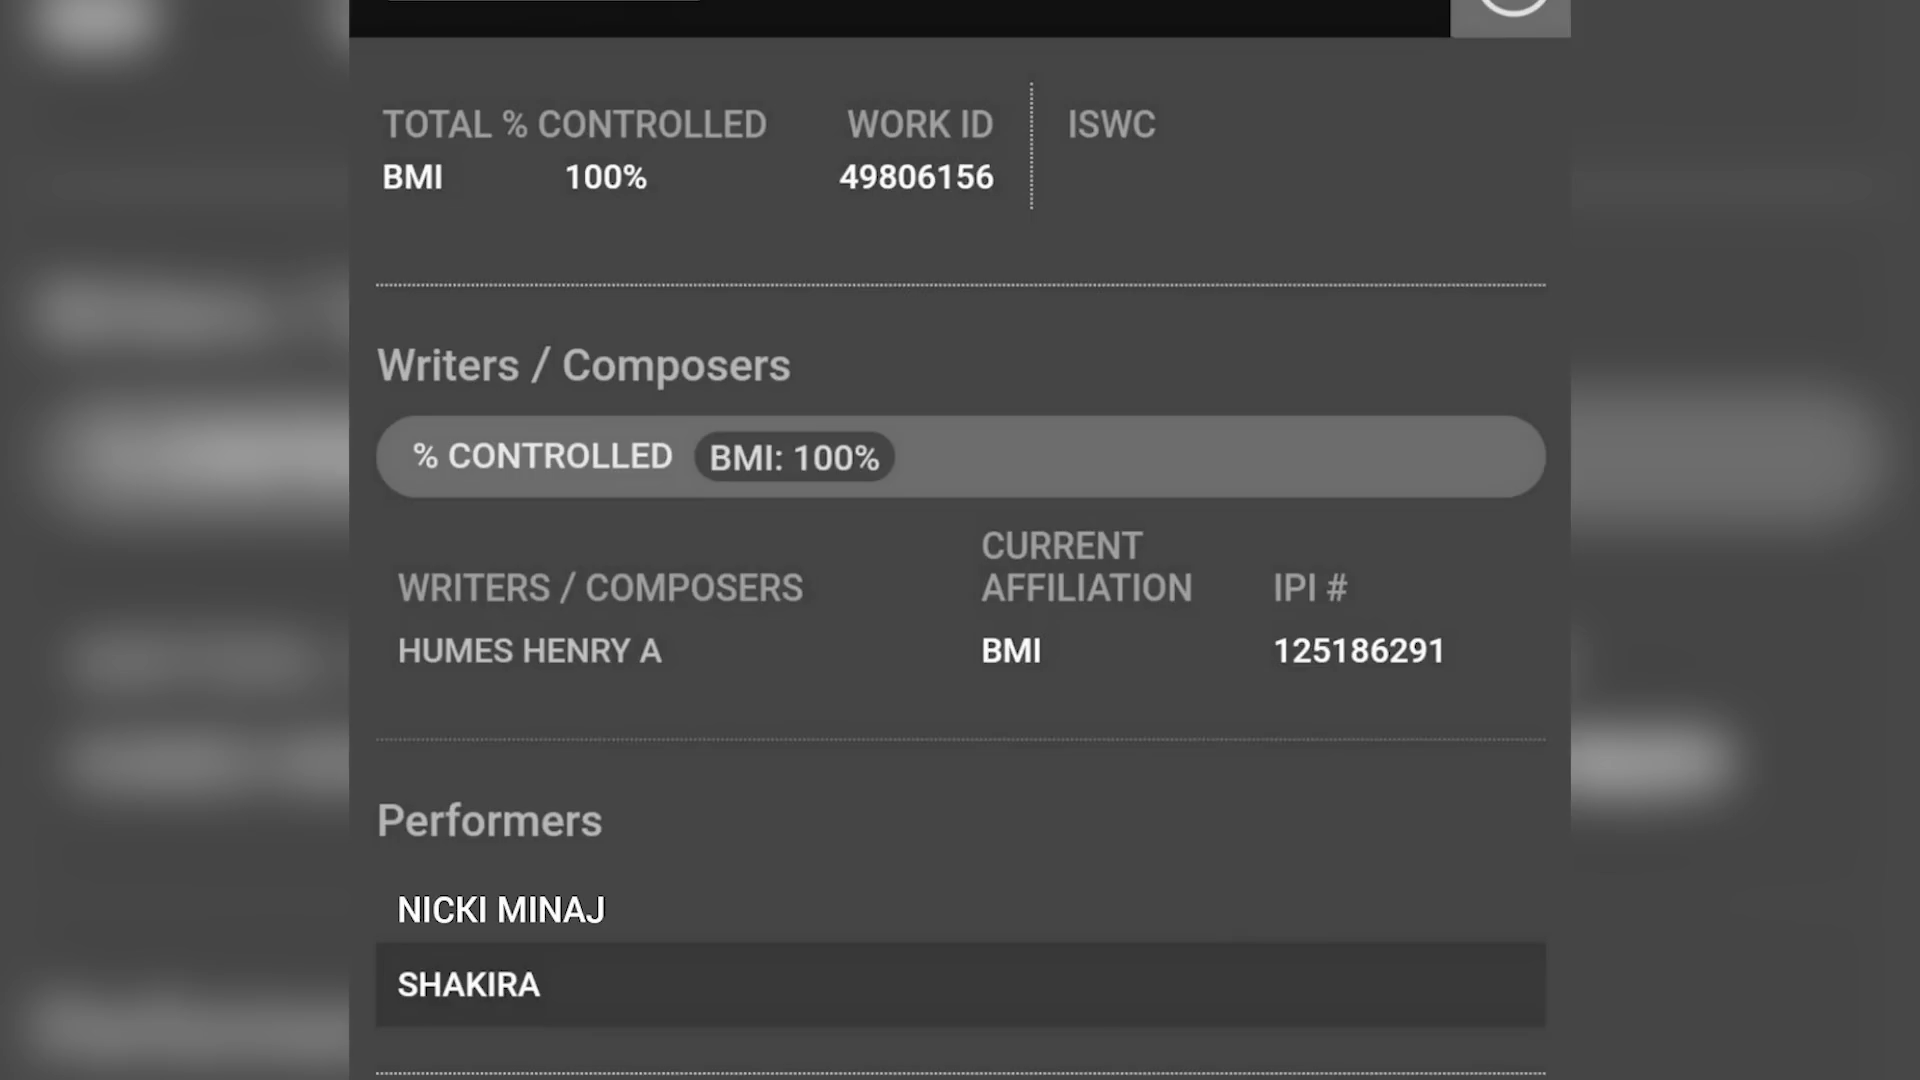 TOTAL % CONTROLLED WORK ID ISWC
BMI 100% 49806156
Writers / Composers
% CONTROLLED BMI: 100%
CURRENT
WRITERS / COMPOSERS AFFILIATION IPI #
HUMES HENRY A BMI 125186291
Performers
NICKI MINAJ
SHAKIRA